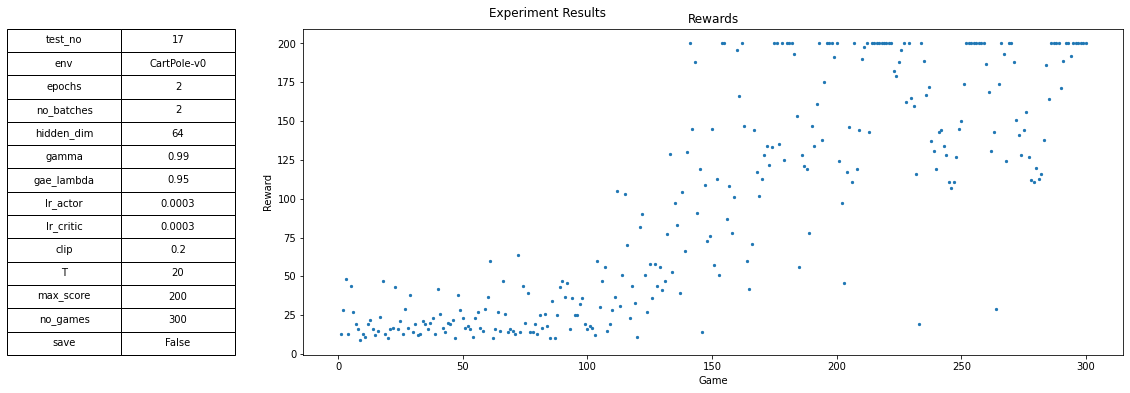 Experiment Results
test_no 17
env CartPole-v0
epochs 2
no_batches 2
hidden_dim 64
gamma 0.99
gae_lambda 0.95
lr_actor 0.0003
lr_critic 0.0003
clip 0.2
T 20
max_score 200
no_games 300
save False
Rewards
Reward
200
175
150
125
100
75
50
25
0
0 50 100 150 200 250 300
Game